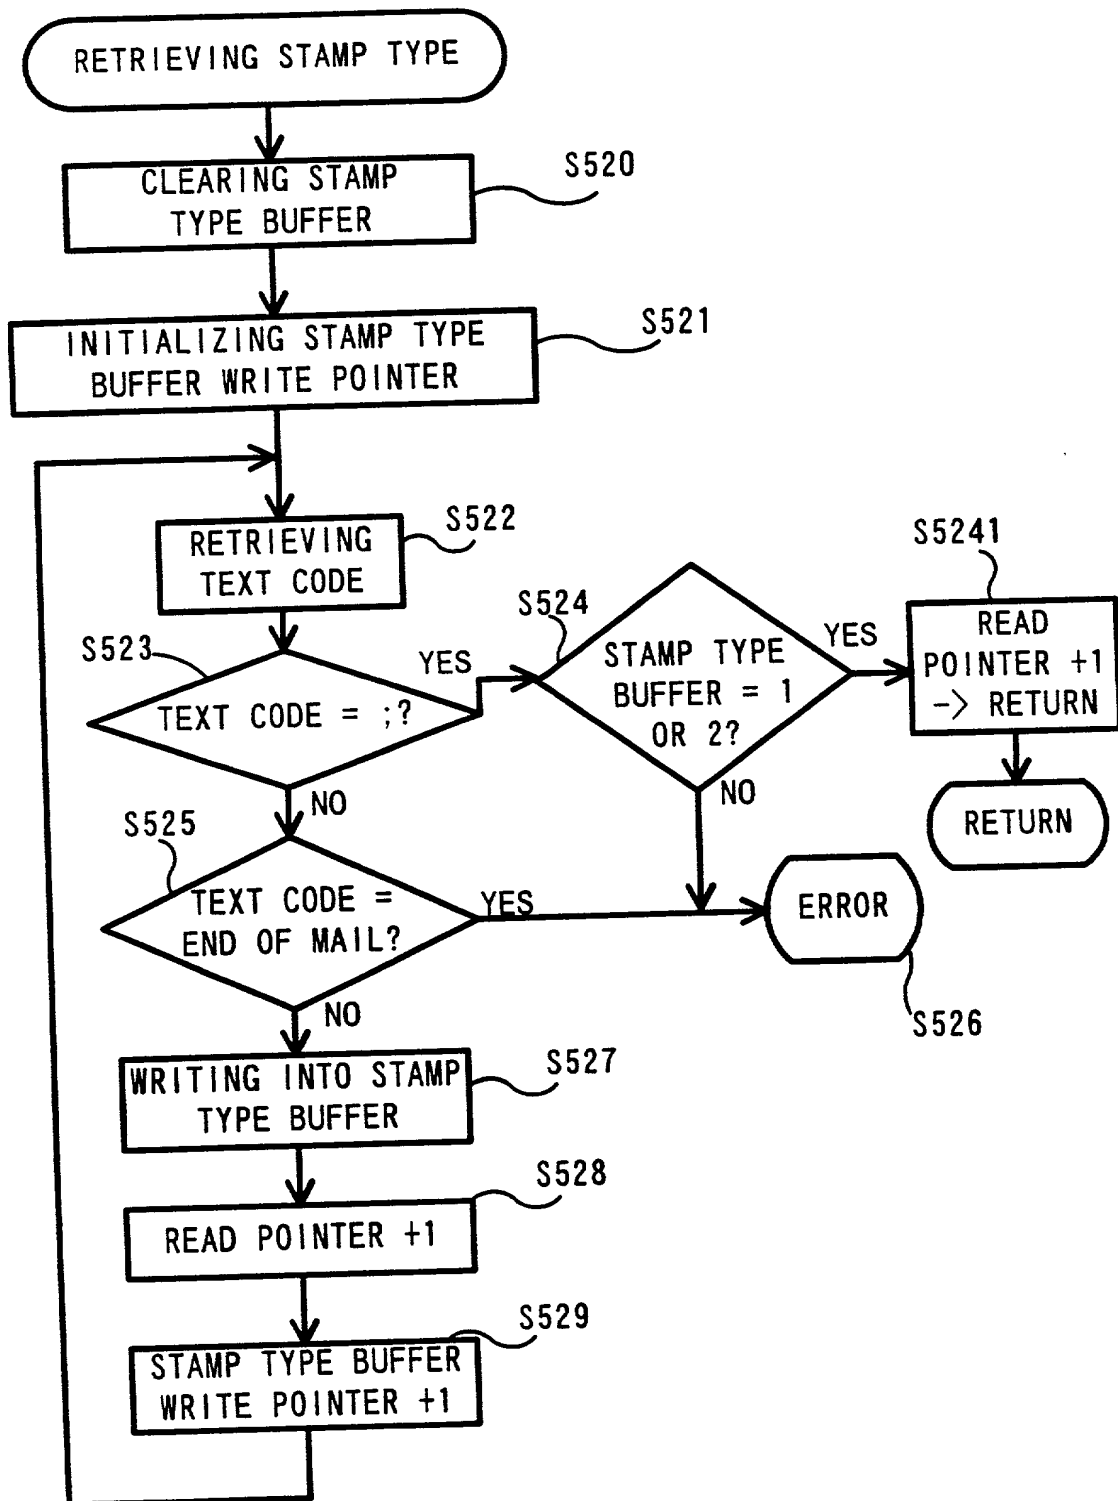 RETRIEVING STAMP TYPE
S520
CLEARING STAMP
TYPE BUFFER
S521
INITIALIZING STAMP TYPE
BUFFER WRITE POINTER
S522
RETRIEVING
TEXT CODE
S523
TEXT CODE = ;?
YES
NO
S524
STAMP TYPE
BUFFER = 1
OR 2?
YES
NO
S5241
READ
POINTER +1
-> RETURN
RETURN
S525
TEXT CODE =
END OF MAIL?
YES
NO
ERROR
S526
S527
WRITING INTO STAMP
TYPE BUFFER
S528
READ POINTER +1
S529
STAMP TYPE BUFFER
WRITE POINTER +1